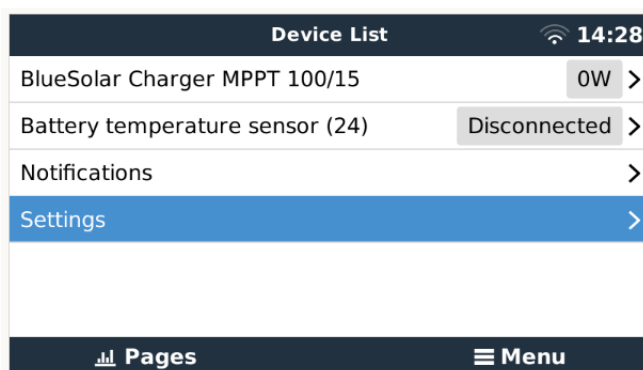 Device List 14:28
BlueSolar Charger MPPT 100/15 0W
Battery temperature sensor (24) Disconnected
Notifications
Settings
Pages Menu